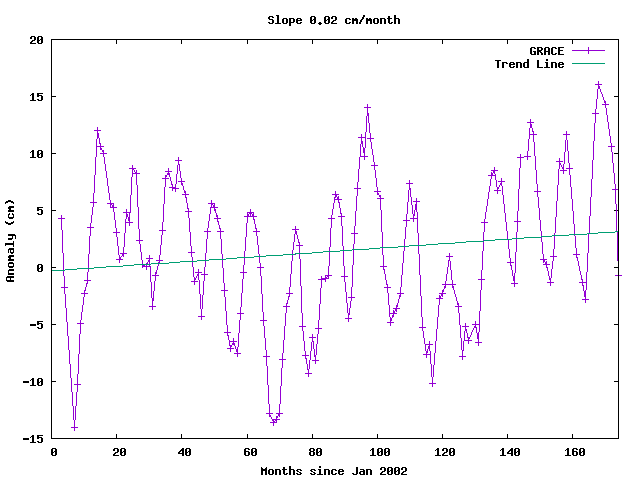 Slope 0.02 cm/month
GRACE
Trend Line
20
15
10
5
0
-5
-10
-15
Anomaly (cm)
0 20 40 60 80 100 120 140 160
Months since Jan 2002